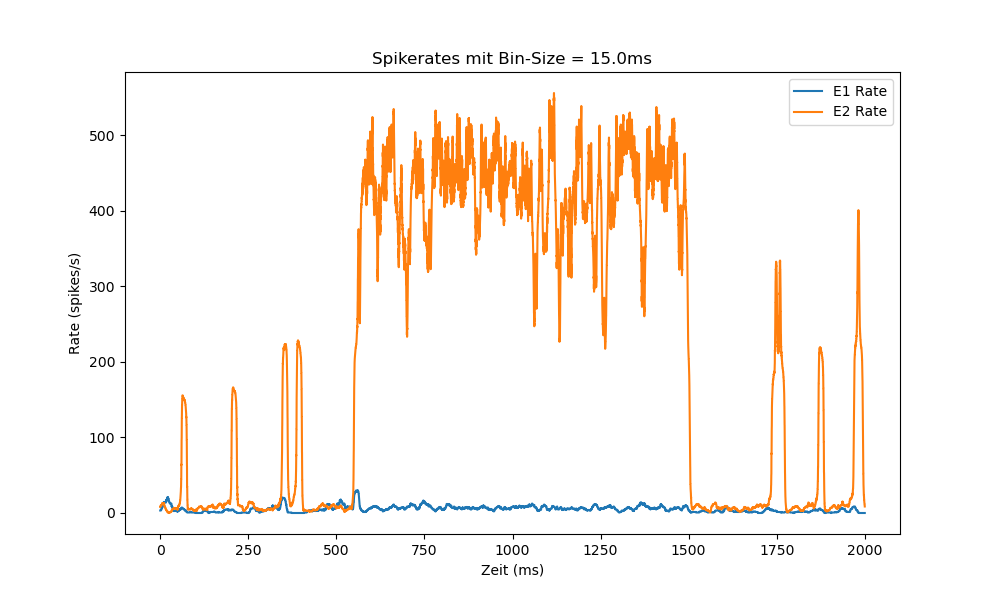 Spikerates mit Bin-Size = 15.0ms
E1 Rate
E2 Rate
Rate (spikes/s)
500
400
300
200
100
0
0 250 500 750 1000 1250 1500 1750 2000
Zeit (ms)